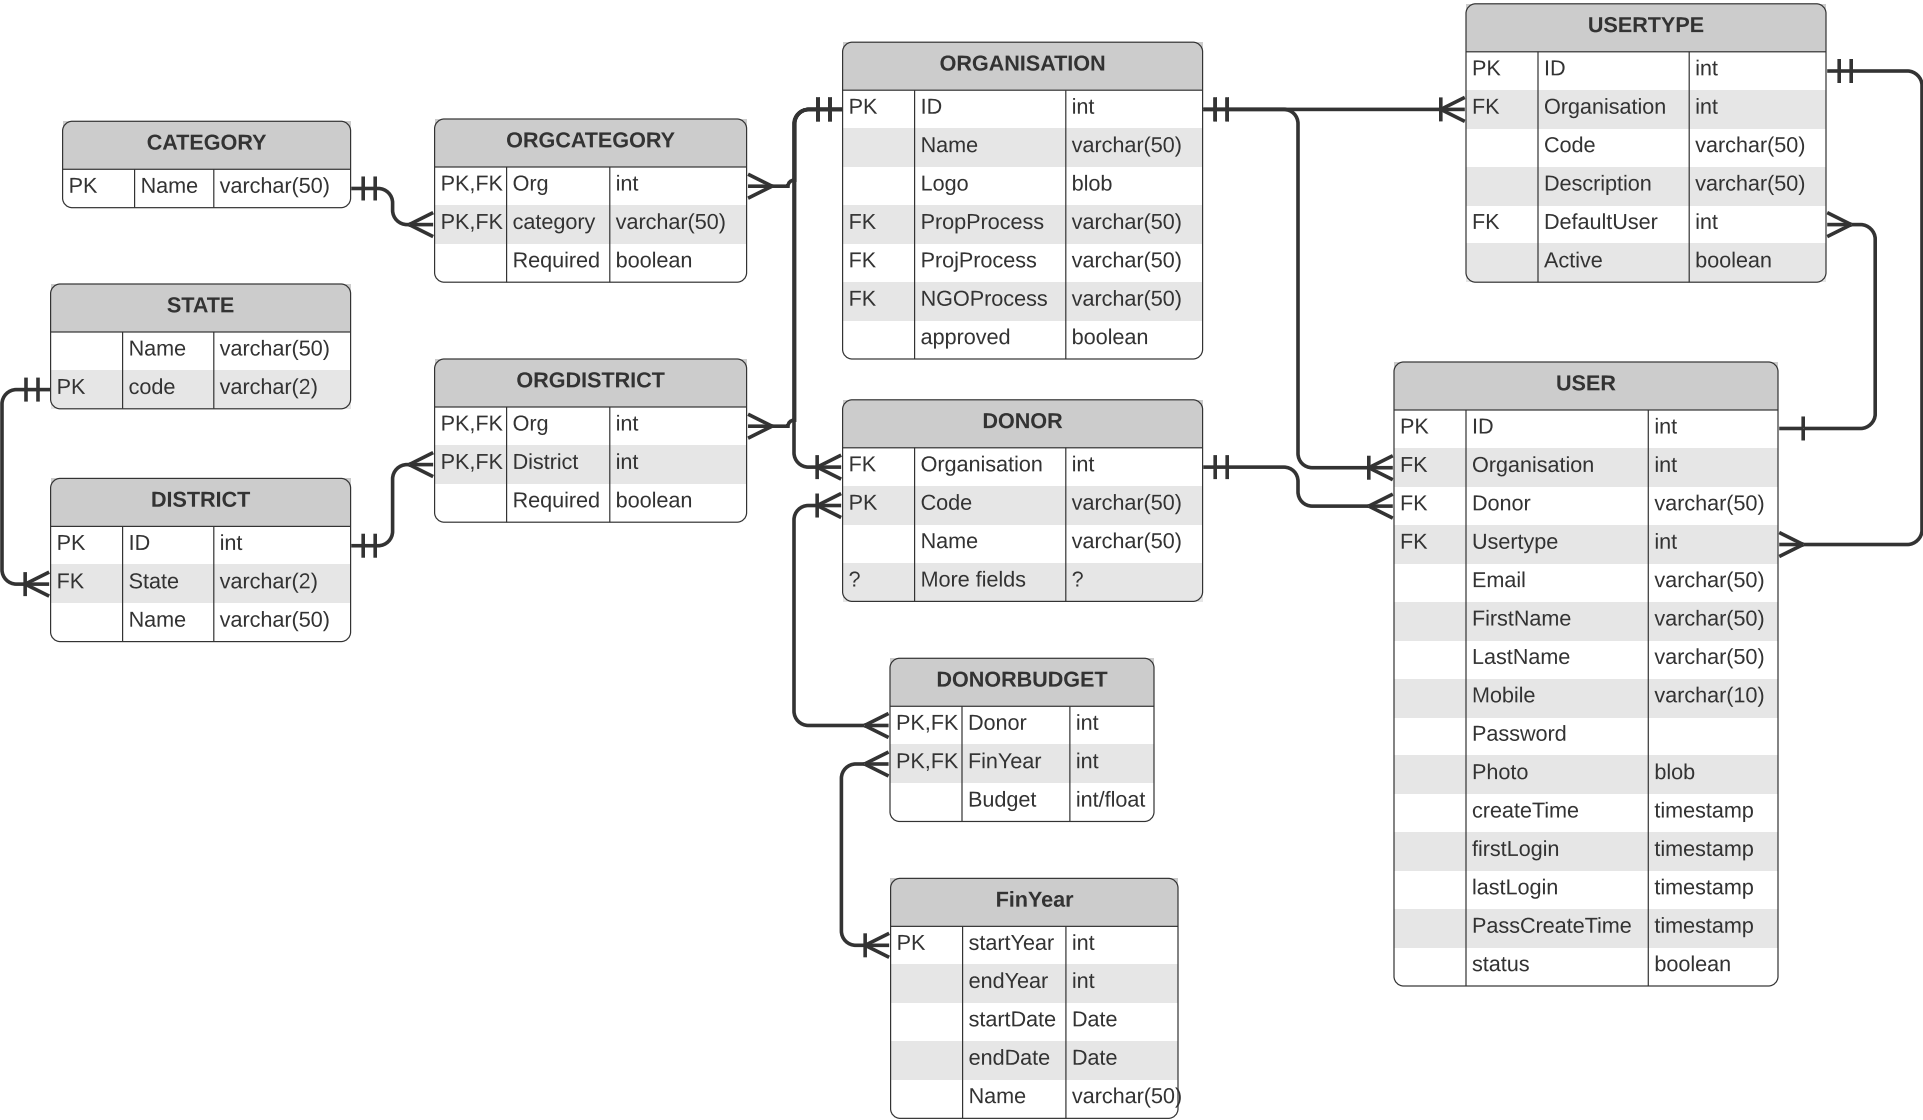 CATEGORY
PK Name varchar(50)
STATE
Name varchar(50)
PK code varchar(2)
DISTRICT
PK ID int
FK State varchar(2)
Name varchar(50)
ORGCATEGORY
PK,FK Org int
PK,FK category varchar(50)
Required boolean
ORGDISTRICT
PK,FK Org int
PK,FK District int
Required boolean
ORGANISATION
PK ID int
Name varchar(50)
Logo blob
FK PropProcess varchar(50)
FK ProjProcess varchar(50)
FK NGOProcess varchar(50)
approved boolean
DONOR
FK Organisation int
PK Code varchar(50)
Name varchar(50)
? More fields ?
DONORBUDGET
PK,FK Donor int
PK,FK FinYear int
Budget int/float
FinYear
PK startYear int
endYear int
startDate Date
endDate Date
Name varchar(50)
USERTYPE
PK ID int
FK Organisation int
Code varchar(50)
Description varchar(50)
FK DefaultUser int
Active boolean
USER
PK ID int
FK Organisation int
FK Donor varchar(50)
FK Usertype int
Email varchar(50)
FirstName varchar(50)
LastName varchar(50)
Mobile varchar(10)
Password
Photo blob
createTime timestamp
firstLogin timestamp
lastLogin timestamp
PassCreateTime timestamp
status boolean